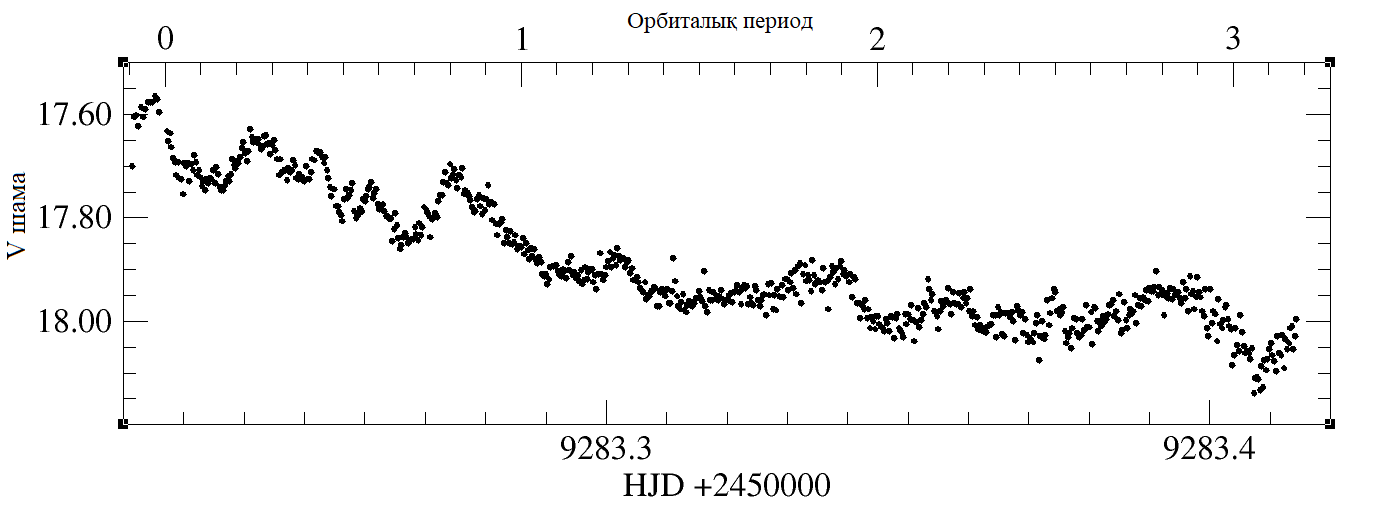 Орбиталық период
0 1 2 3
17.60
17.80
18.00
V шама
9283.3 9283.4
HJD +2450000